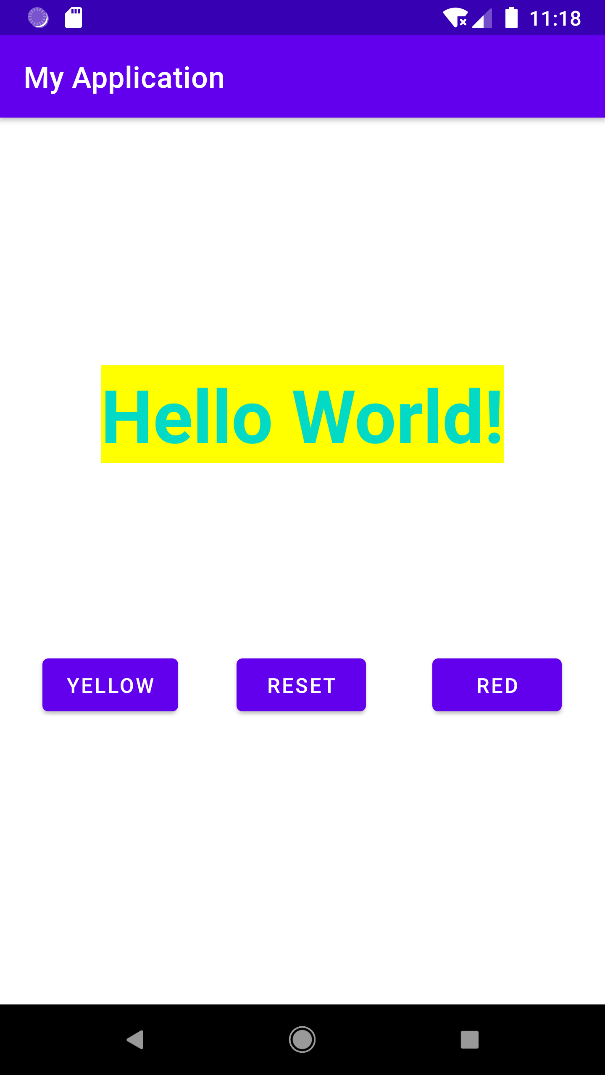 11:18
My Application
Hello World!
YELLOW RESET RED